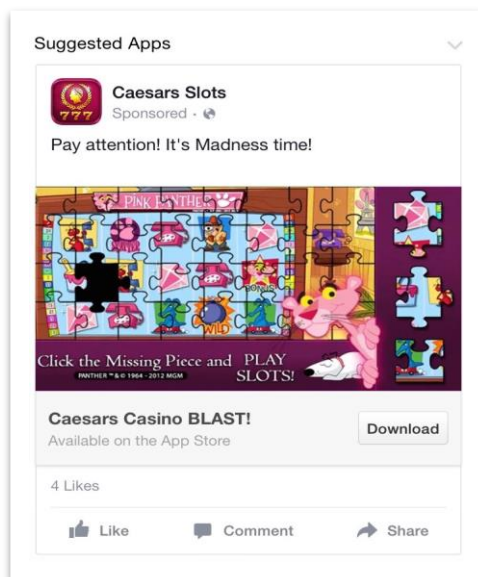 Suggested Apps
Caesars Slots
777
Sponsored ·
Pay attention! It's Madness time!
PINK PANTHER
BONUS
WILD
Click the Missing Piece and PLAY
SLOTS!
PANTHER ™ & © 1964 - 2012 MGM
Caesars Casino BLAST!
Available on the App Store
Download
4 Likes
Like Comment Share